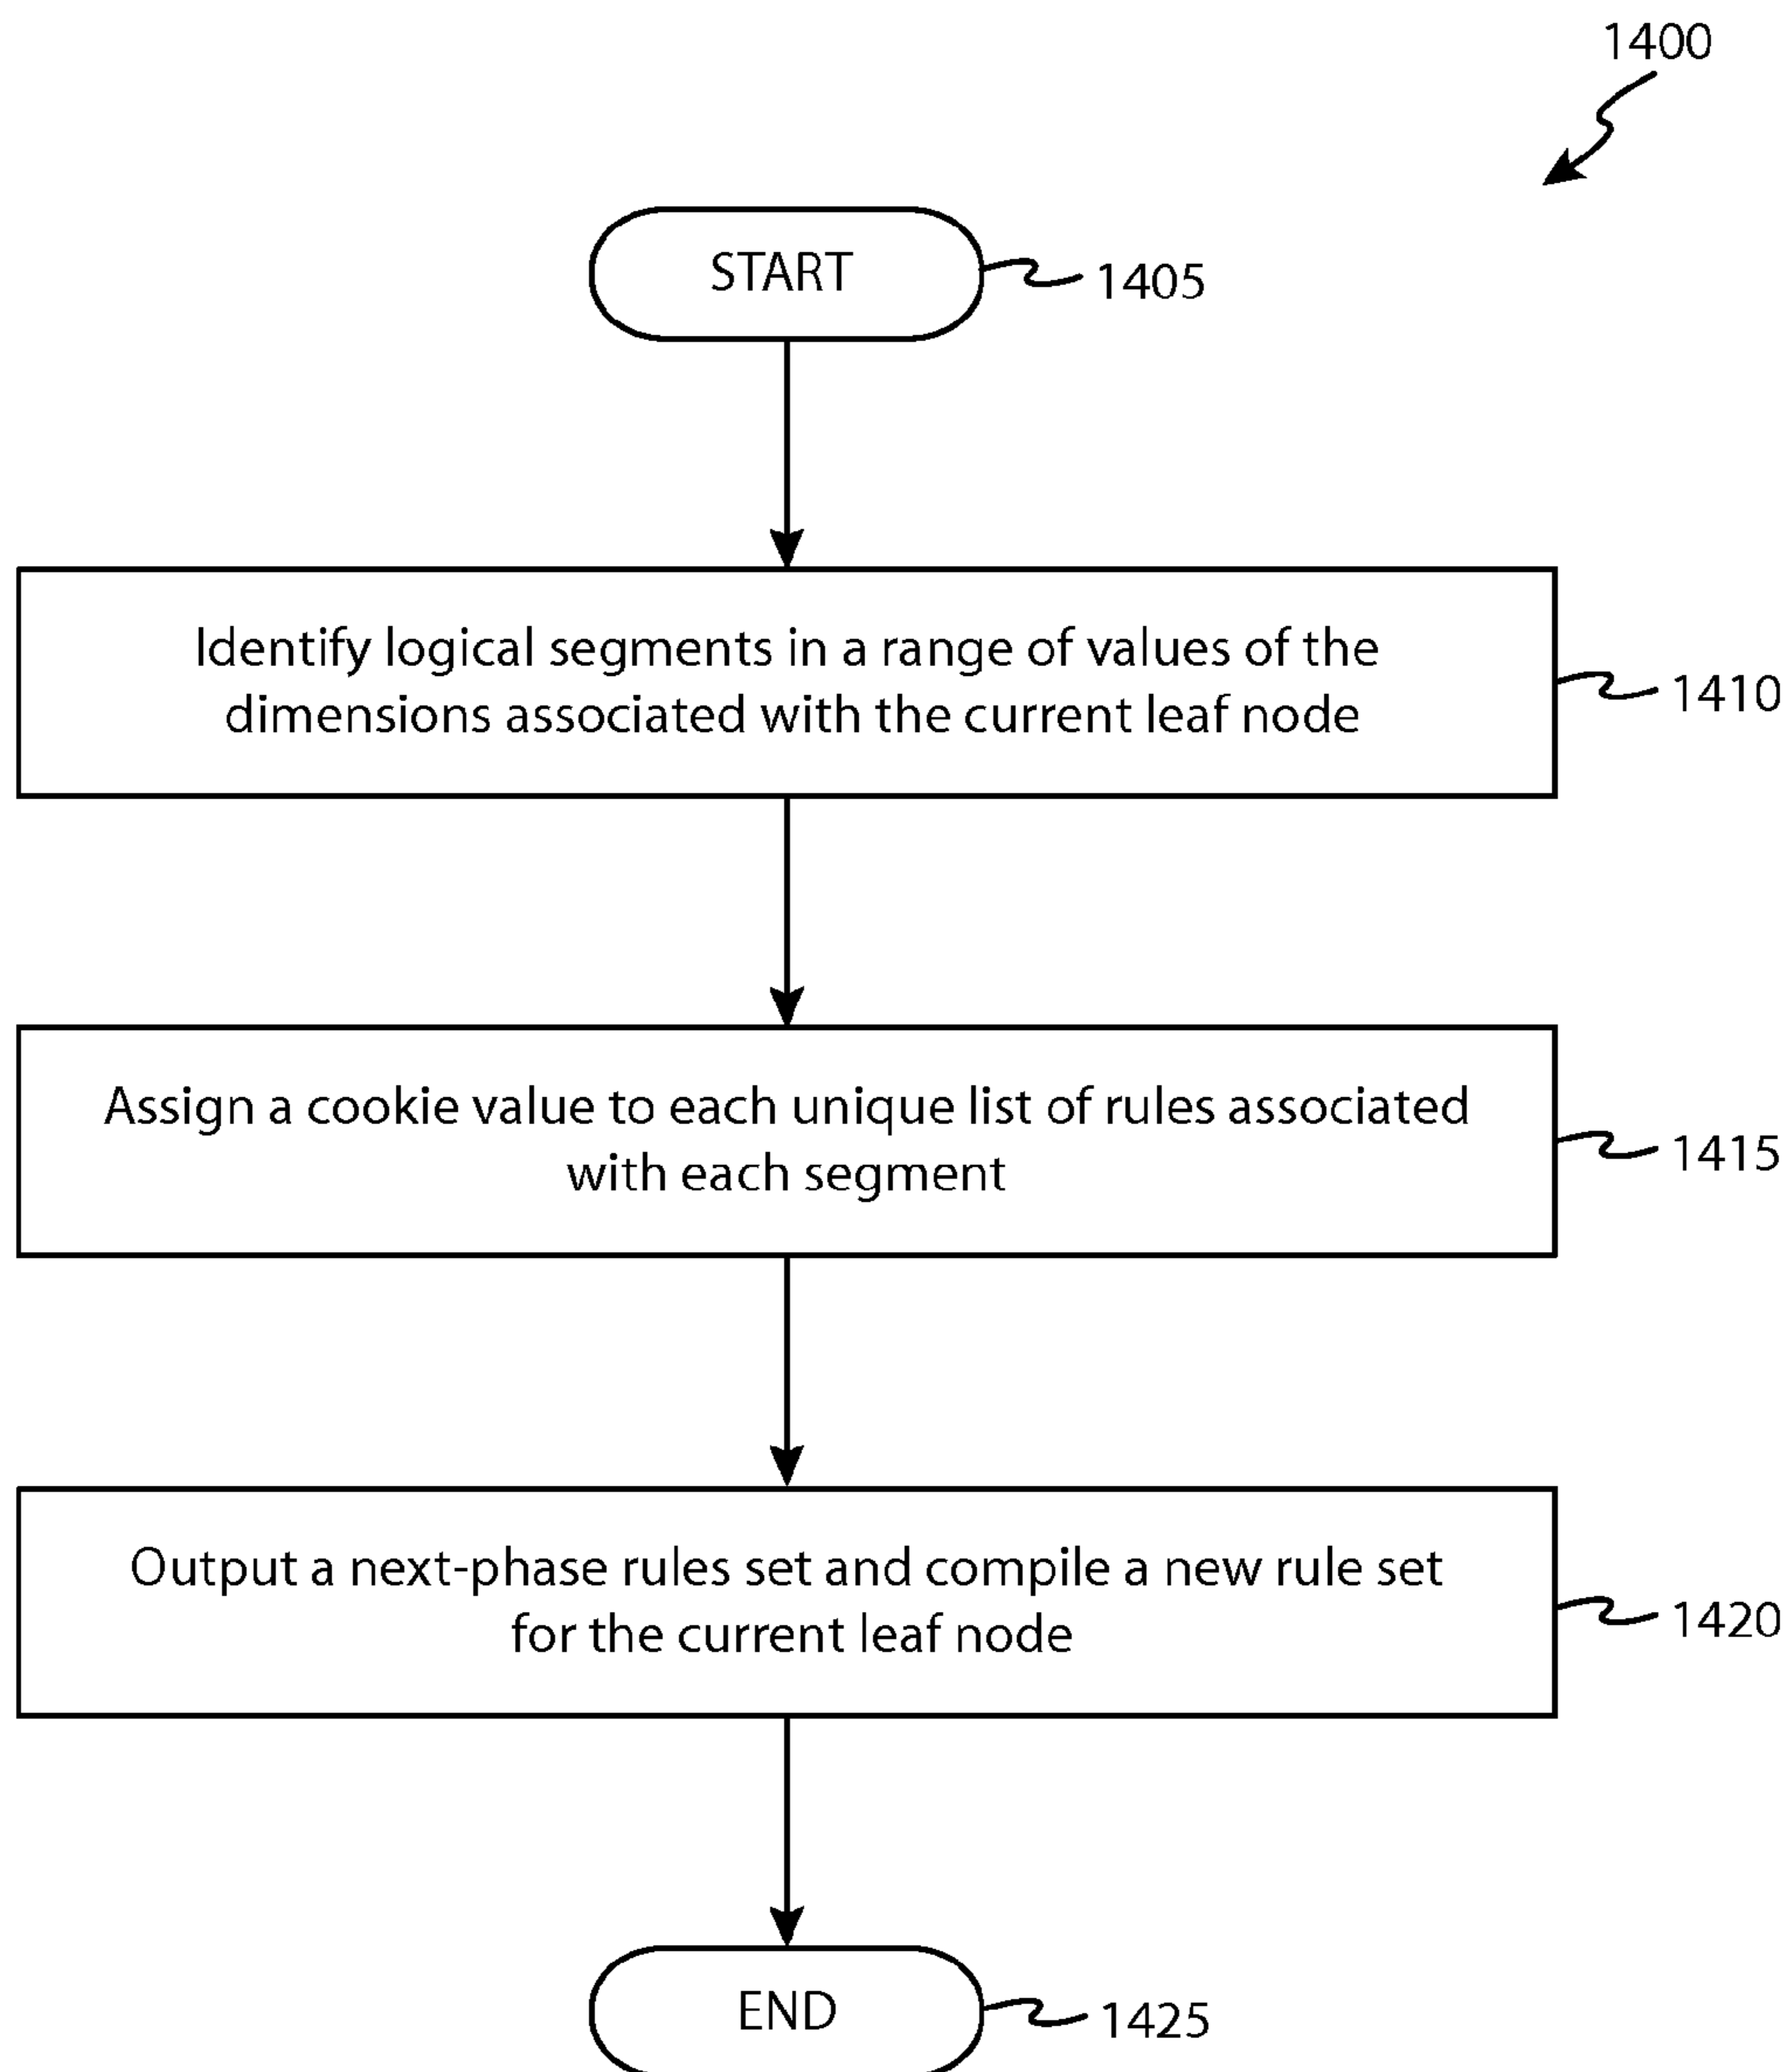 1400
START
1405
Identify logical segments in a range of values of the
dimensions associated with the current leaf node
1410
Assign a cookie value to each unique list of rules associated
with each segment
1415
Output a next-phase rules set and compile a new rule set
for the current leaf node
1420
END
1425